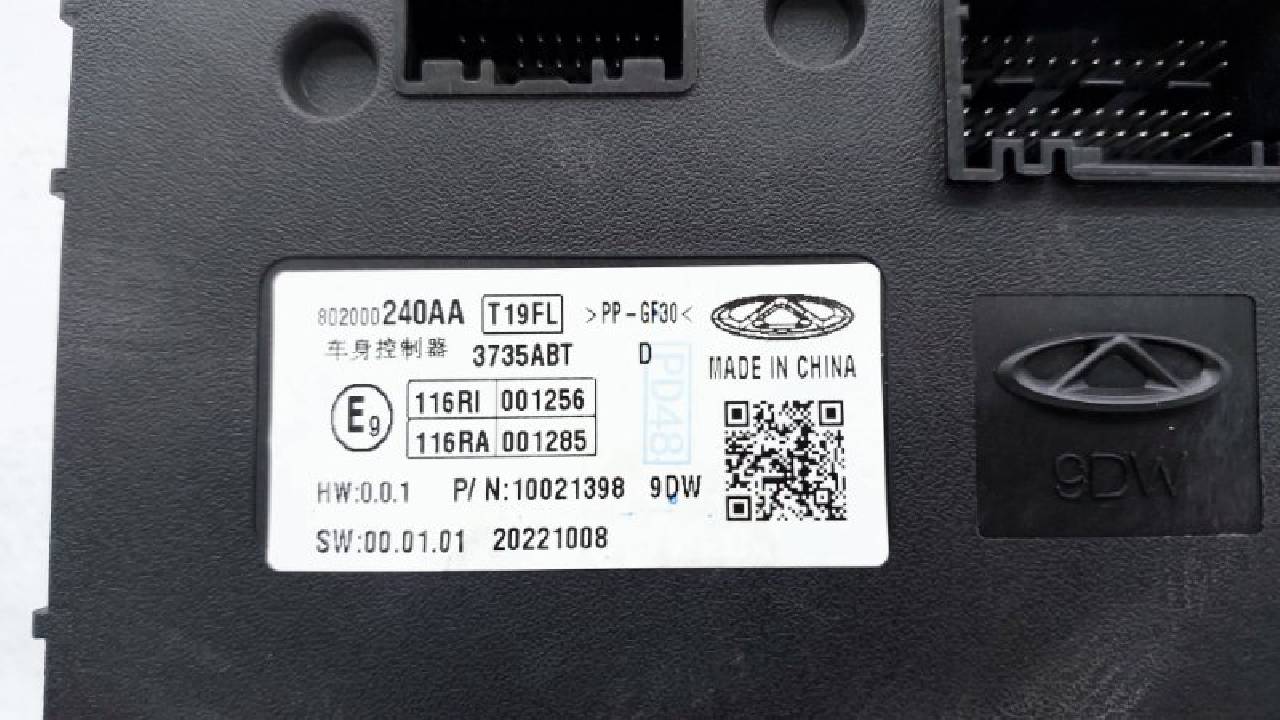 802000240AA T19FL >PP-GF30<
车身控制器 3735ABT D
MADE IN CHINA
E9
116RI 001256
116RA 001285
PD48
HW:0.0.1 P/N:10021398 9DW
SW:00.01.01 20221008
9DW